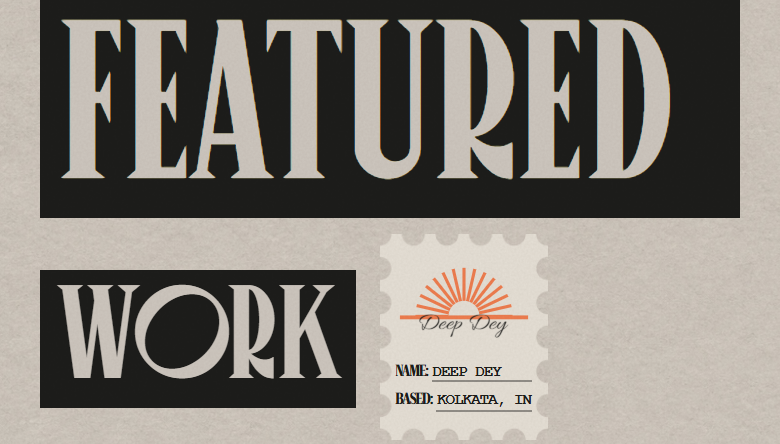 FEATURED
WORK
Deep Dey
NAME: DEEP DEY
BASED: KOLKATA, IN